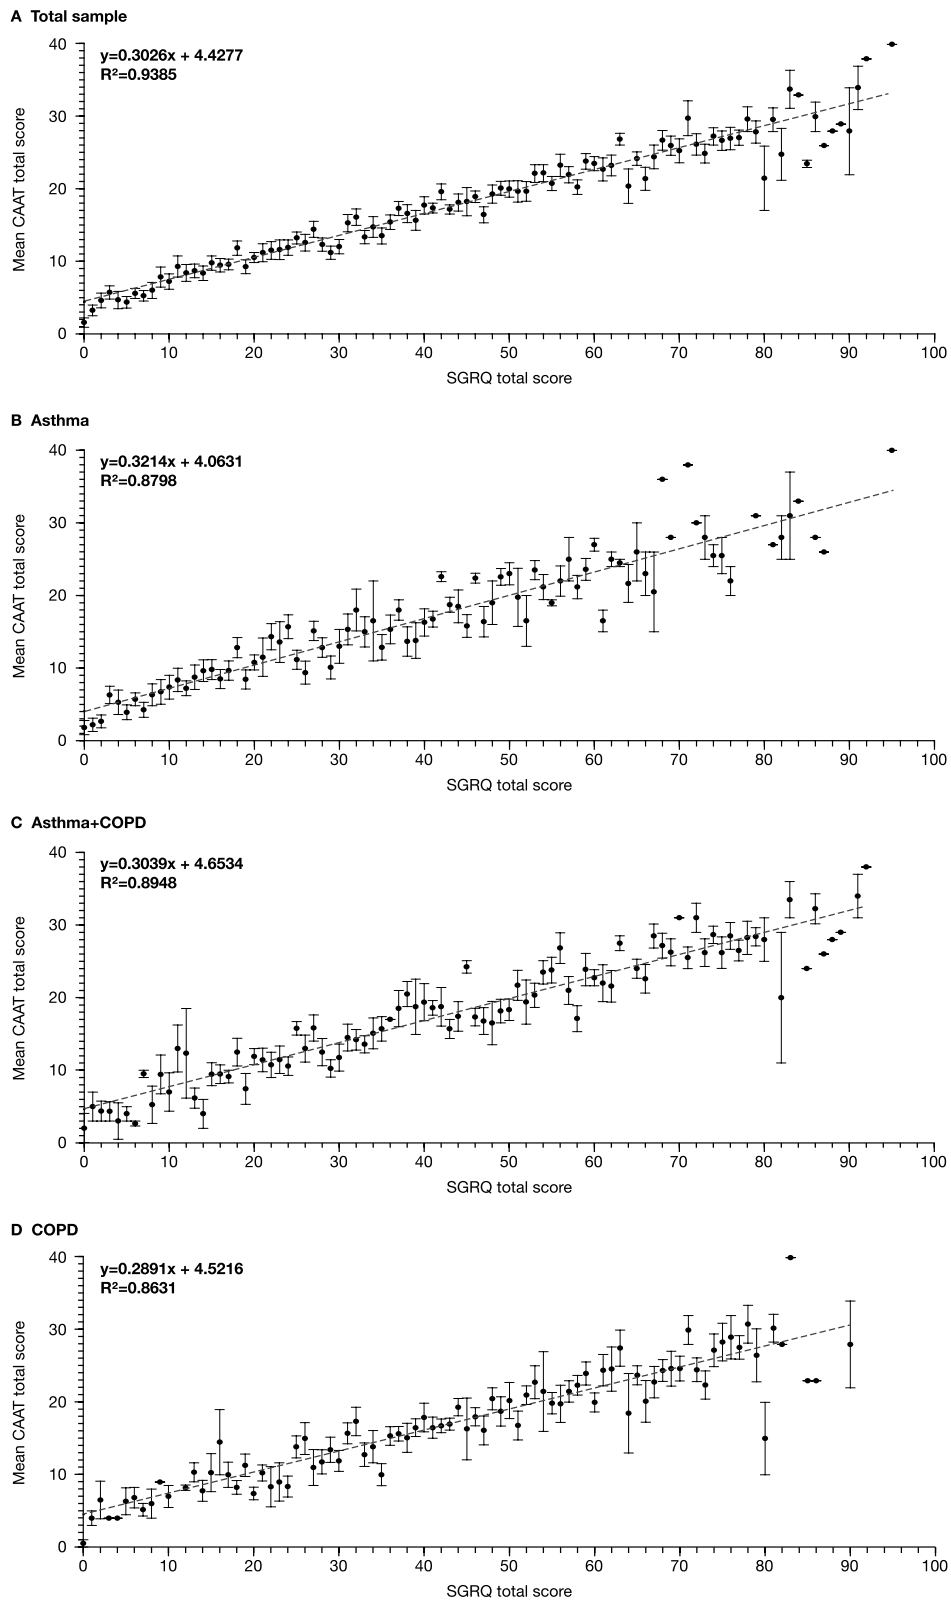 A Total sample
y=0.3026x + 4.4277
R²=0.9385
Mean CAAT total score
40
30
20
10
0
0 10 20 30 40 50 60 70 80 90 100
SGRQ total score
B Asthma
y=0.3214x + 4.0631
R²=0.8798
Mean CAAT total score
40
30
20
10
0
0 10 20 30 40 50 60 70 80 90 100
SGRQ total score
C Asthma+COPD
y=0.3039x + 4.6534
R²=0.8948
Mean CAAT total score
40
30
20
10
0
0 10 20 30 40 50 60 70 80 90 100
SGRQ total score
D COPD
y=0.2891x + 4.5216
R²=0.8631
Mean CAAT total score
40
30
20
10
0
0 10 20 30 40 50 60 70 80 90 100
SGRQ total score